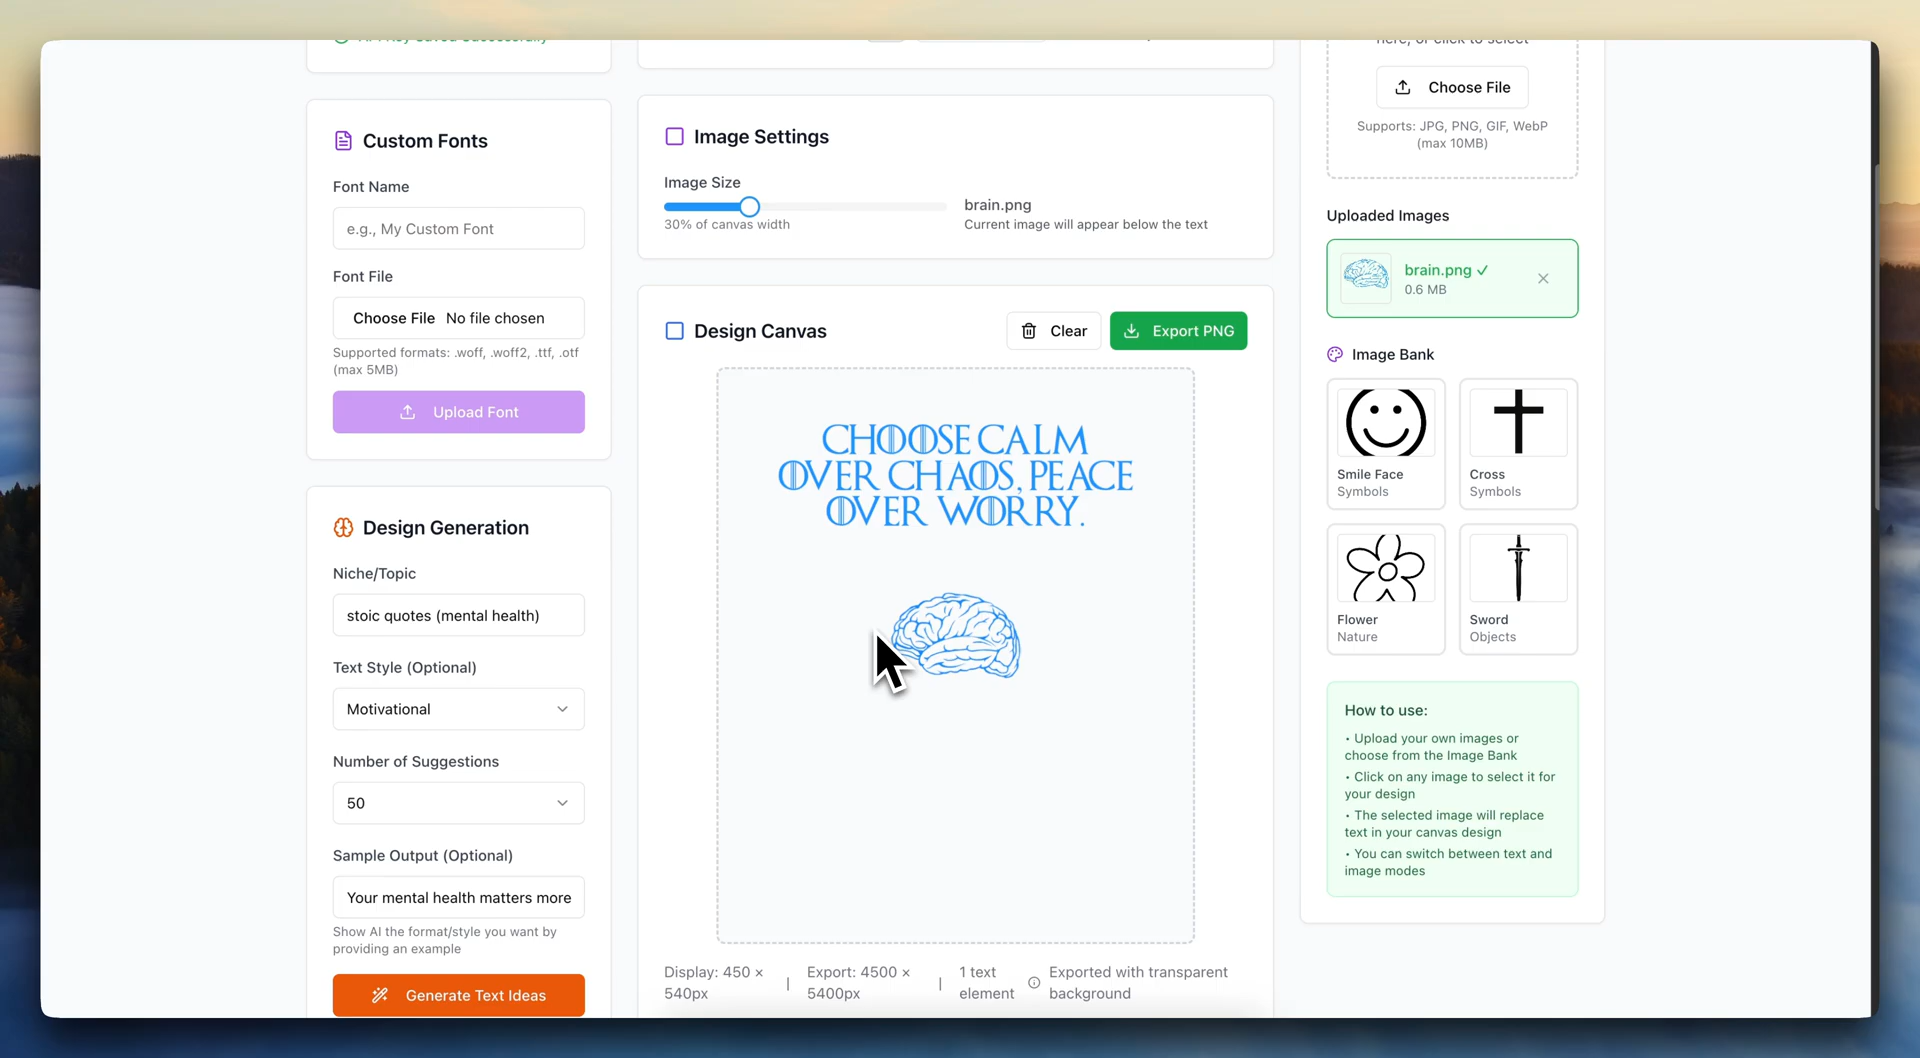 Custom Fonts
Font Name
e.g., My Custom Font
Font File
Choose File No file chosen
Supported formats: .woff, .woff2, .ttf, .otf
(max 5MB)
Upload Font
Design Generation
Niche/Topic
stoic quotes (mental health)
Text Style (Optional)
Motivational
Number of Suggestions
50
Sample Output (Optional)
Your mental health matters more
Show AI the format/style you want by
providing an example
Generate Text Ideas
Image Settings
Image Size
30% of canvas width
brain.png
Current image will appear below the text
Design Canvas
Clear
Export PNG
CHOOSE CALM
OVER CHAOS, PEACE
OVER WORRY.
Display: 450 ×
540px
|
Export: 4500 ×
5400px
|
1 text
element
Exported with transparent
background
here, or click to select
Choose File
Supports: JPG, PNG, GIF, WebP
(max 10MB)
Uploaded Images
brain.png ✓
0.6 MB
Image Bank
Smile Face
Symbols
Cross
Symbols
Flower
Nature
Sword
Objects
How to use:
• Upload your own images or
choose from the Image Bank
• Click on any image to select it for
your design
• The selected image will replace
text in your canvas design
• You can switch between text and
image modes